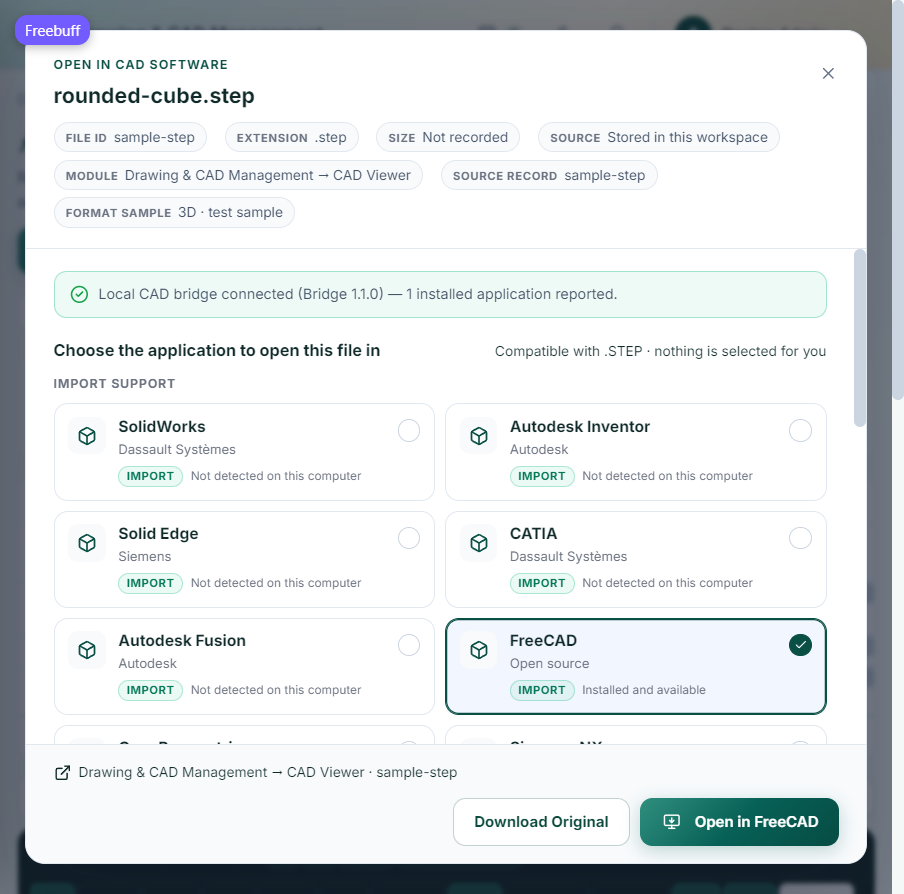 Freebuff
OPEN IN CAD SOFTWARE
rounded-cube.step
FILE ID sample-step
EXTENSION .step
SIZE Not recorded
SOURCE Stored in this workspace
MODULE Drawing & CAD Management → CAD Viewer
SOURCE RECORD sample-step
FORMAT SAMPLE 3D · test sample
Local CAD bridge connected (Bridge 1.1.0) — 1 installed application reported.
Choose the application to open this file in
Compatible with .STEP · nothing is selected for you
IMPORT SUPPORT
SolidWorks
Dassault Systèmes
IMPORT Not detected on this computer
Autodesk Inventor
Autodesk
IMPORT Not detected on this computer
Solid Edge
Siemens
IMPORT Not detected on this computer
CATIA
Dassault Systèmes
IMPORT Not detected on this computer
Autodesk Fusion
Autodesk
IMPORT Not detected on this computer
FreeCAD
Open source
IMPORT Installed and available
Drawing & CAD Management → CAD Viewer · sample-step
Download Original
Open in FreeCAD